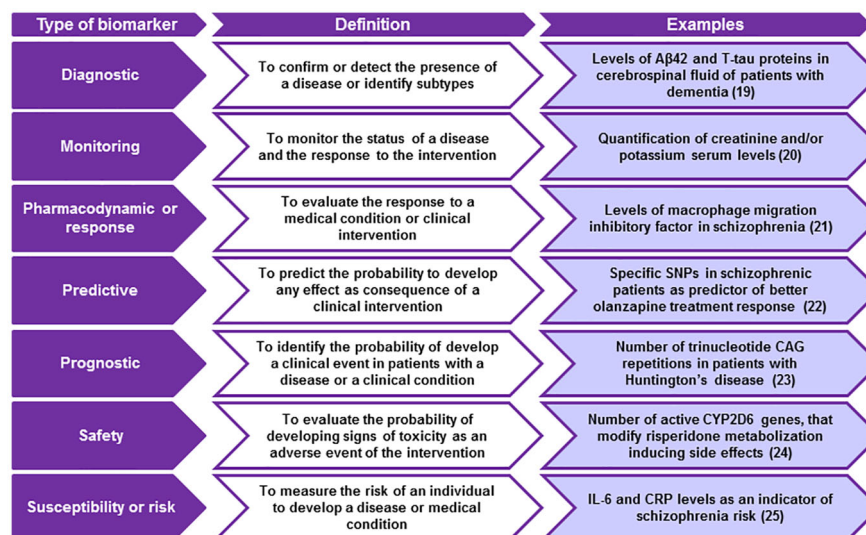 Type of biomarker
Definition
Examples
Diagnostic
To confirm or detect the presence of
a disease or identify subtypes
Levels of Aβ42 and T-tau proteins in
cerebrospinal fluid of patients with
dementia (19)
Monitoring
To monitor the status of a disease
and the response to the intervention
Quantification of creatinine and/or
potassium serum levels (20)
Pharmacodynamic or
response
To evaluate the response to a
medical condition or clinical
intervention
Levels of macrophage migration
inhibitory factor in schizophrenia (21)
Predictive
To predict the probability to develop
any effect as consequence of a
clinical intervention
Specific SNPs in schizophrenic
patients as predictor of better
olanzapine treatment response (22)
Prognostic
To identify the probability of develop
a clinical event in patients with a
disease or a clinical condition
Number of trinucleotide CAG
repetitions in patients with
Huntington's disease (23)
Safety
To evaluate the probability of
developing signs of toxicity as an
adverse event of the intervention
Number of active CYP2D6 genes, that
modify risperidone metabolization
inducing side effects (24)
Susceptibility or risk
To measure the risk of an individual
to develop a disease or medical
condition
IL-6 and CRP levels as an indicator of
schizophrenia risk (25)